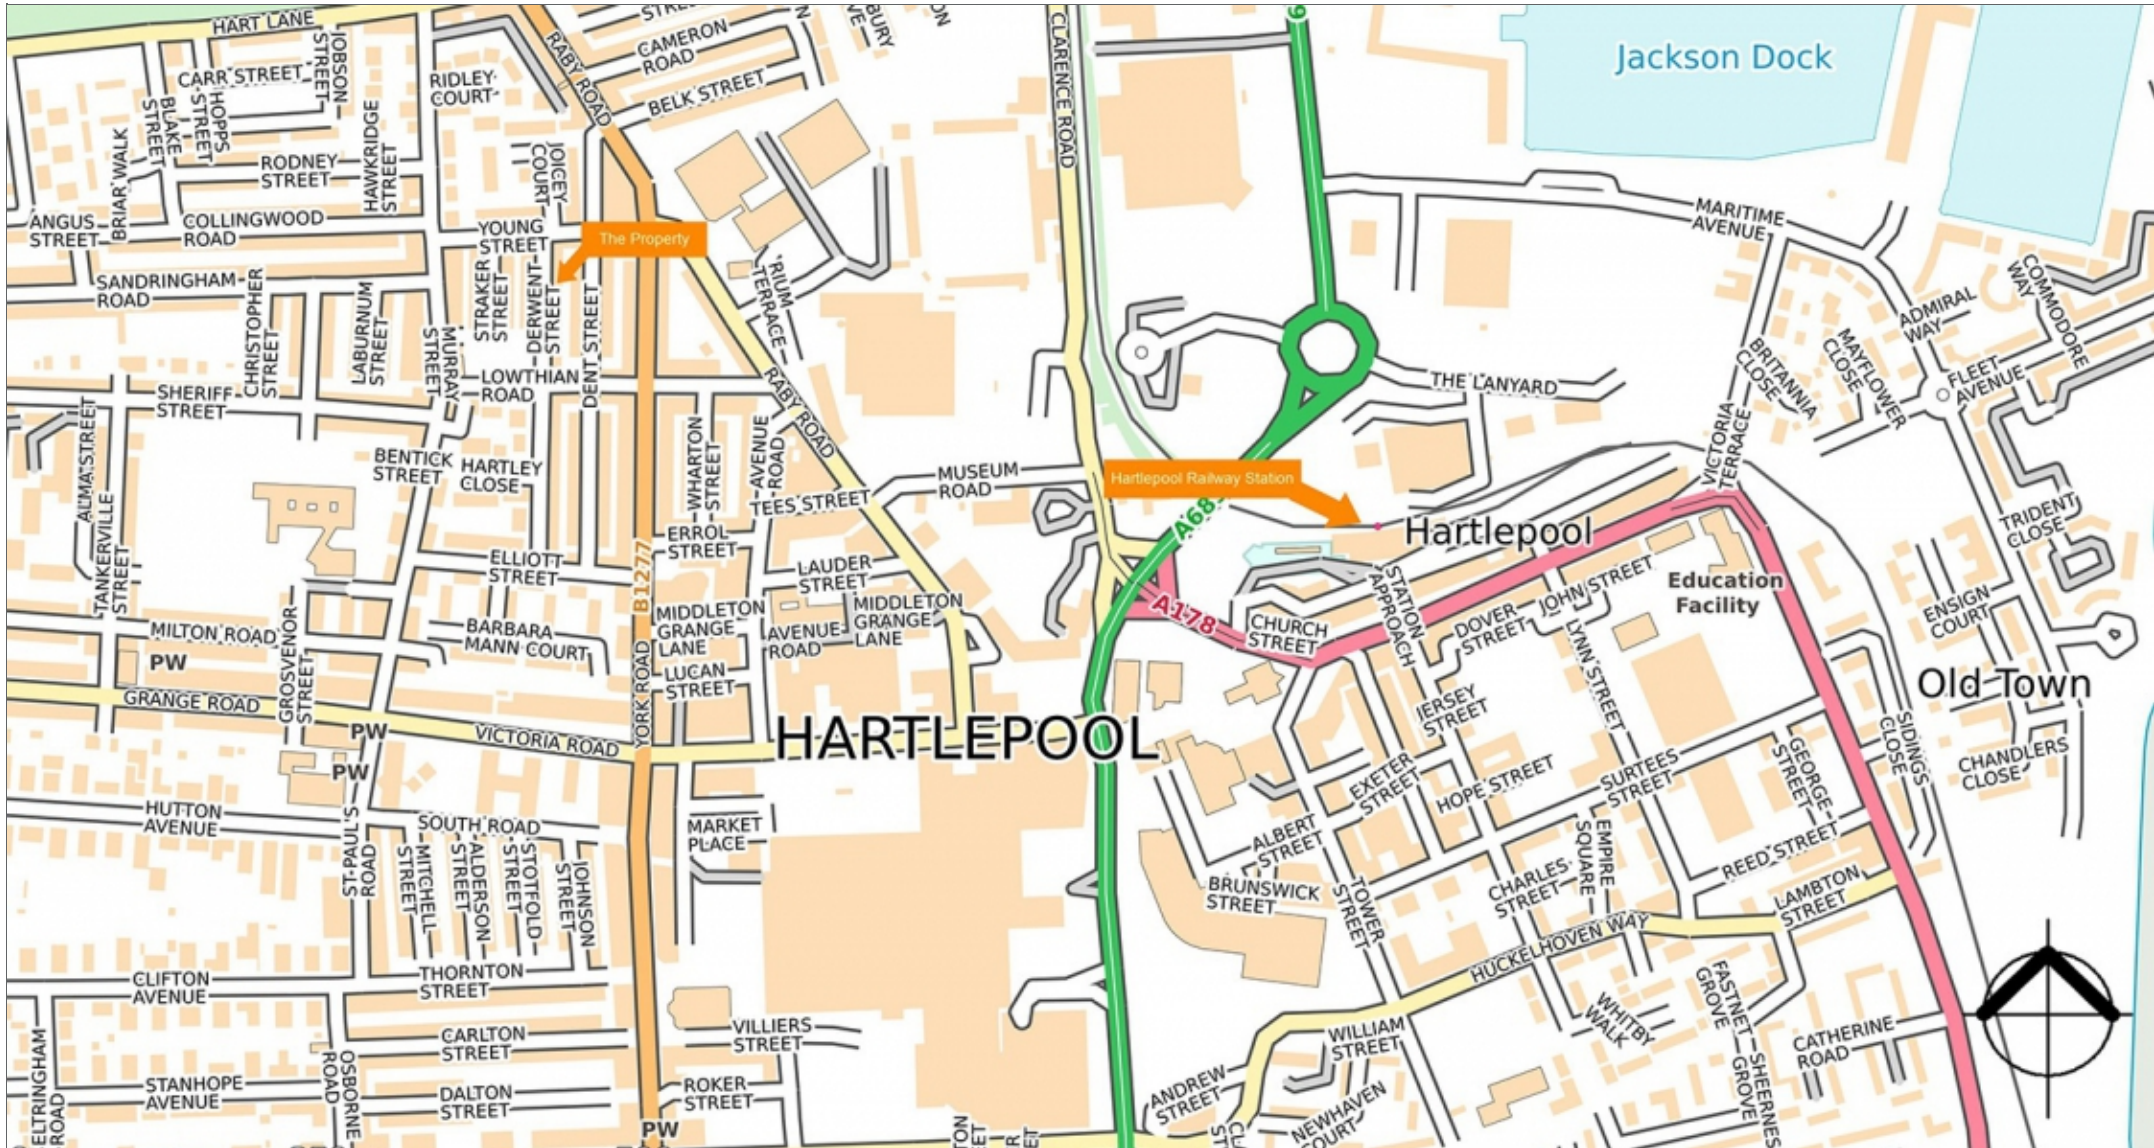 HART LANE
JOBSON
STREET
CARR STREET
HOPPS
STREET
BLAKE
STREET
BRIAR WALK
RODNEY
STREET
HAWKRIDGE
STREET
RIDLEY
COURT
RABY ROAD
CAMERON
ROAD
BELK STREET
CLARENCE ROAD
Jackson Dock
ANGUS
STREET
COLLINGWOOD
ROAD
JOICEY
COURT
YOUNG
STREET
The Property
MARITIME
AVENUE
SANDRINGHAM
ROAD
CHRISTOPHER
STREET
LABURNUM
STREET
MURRAY
STREET
STRAKER
STREET
DERWENT
STREET
DENT STREET
TERRACE
COMMODORE
WAY
ADMIRAL
WAY
MAYFLOWER
CLOSE
BRITANNIA
CLOSE
FLEET
AVENUE
THE LANYARD
SHERIFF
STREET
LOWTHIAN
ROAD
RABY ROAD
VICTORIA
TERRACE
ALMA STREET
BENTICK
STREET
HARTLEY
CLOSE
WHARTON
STREET
AVENUE
ROAD
TEES STREET
MUSEUM
ROAD
Hartlepool Railway Station
A68
Hartlepool
TRIDENT
CLOSE
TANKERVILLE
STREET
ELLIOTT
STREET
B1277
ERROL
STREET
LAUDER
STREET
MIDDLETON
GRANGE
LANE
MIDDLETON
GRANGE
LANE
AVENUE
ROAD
LUCAN
STREET
A178
CHURCH
STREET
STATION
APPROACH
DOVER
STREET
JOHN STREET
LYNN STREET
Education
Facility
ENSIGN
COURT
Old Town
MILTON ROAD
PW
GROSVENOR
STREET
BARBARA
MANN COURT
GRANGE ROAD
PW
VICTORIA ROAD
YORK ROAD
HARTLEPOOL
JERSEY
STREET
SIDINGS
CLOSE
CHANDLERS
CLOSE
PW
EXETER
STREET
HOPE STREET
SURTEES
STREET
GEORGE
STREET
HUTTON
AVENUE
ST PAUL'S
ROAD
SOUTH ROAD
MITCHELL
STREET
ALDERSON
STREET
STOTFOLD
STREET
JOHNSON
STREET
MARKET
PLACE
ALBERT
STREET
BRUNSWICK
STREET
TOWER
STREET
CHARLES
STREET
EMPIRE
SQUARE
REED STREET
LAMBTON
STREET
HUCKELHOVEN WAY
CLIFTON
AVENUE
THORNTON
STREET
CARLTON
STREET
VILLIERS
STREET
WILLIAM
STREET
WHITBY
WALK
FASTNET
GROVE
CATHERINE
ROAD
OSBORNE
ROAD
STANHOPE
AVENUE
DALTON
STREET
ROKER
STREET
ANDREW
STREET
NEWHAVEN
COURT
GROVE
ROAD
PW